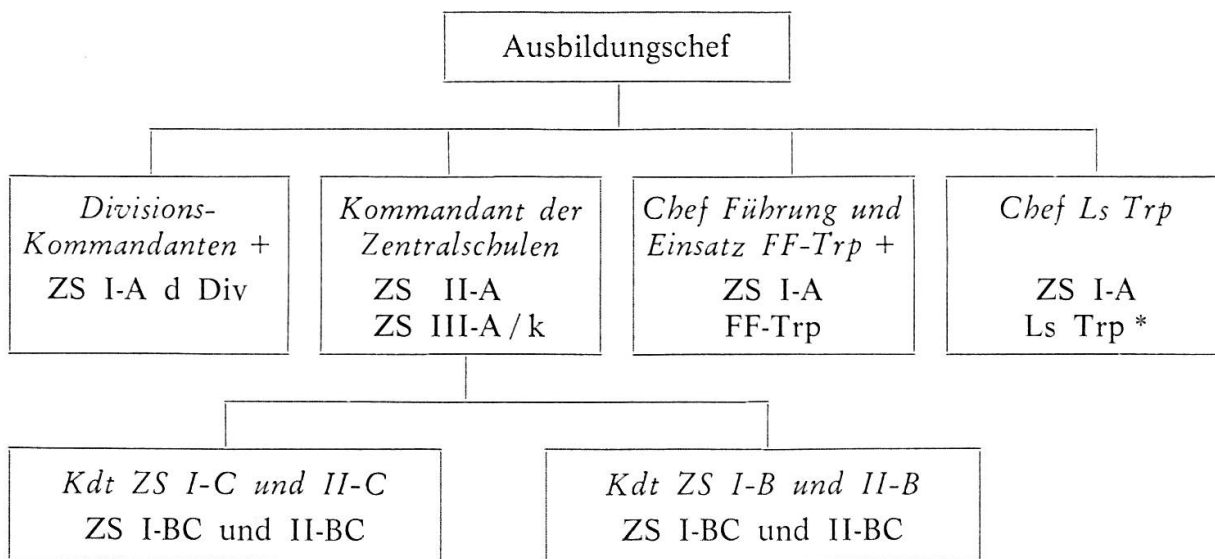 Ausbildungschef
Divisions-
Kommandanten +
ZS I-A d Div
Kommandant der
Zentralschulen
ZS II-A
ZS III-A / k
Chef Führung und
Einsatz FF-Trp +
ZS I-A
FF-Trp
Chef Ls Trp
ZS I-A
Ls Trp *
Kdt ZS I-C und II-C
ZS I-BC und II-BC
Kdt ZS I-B und II-B
ZS I-BC und II-BC